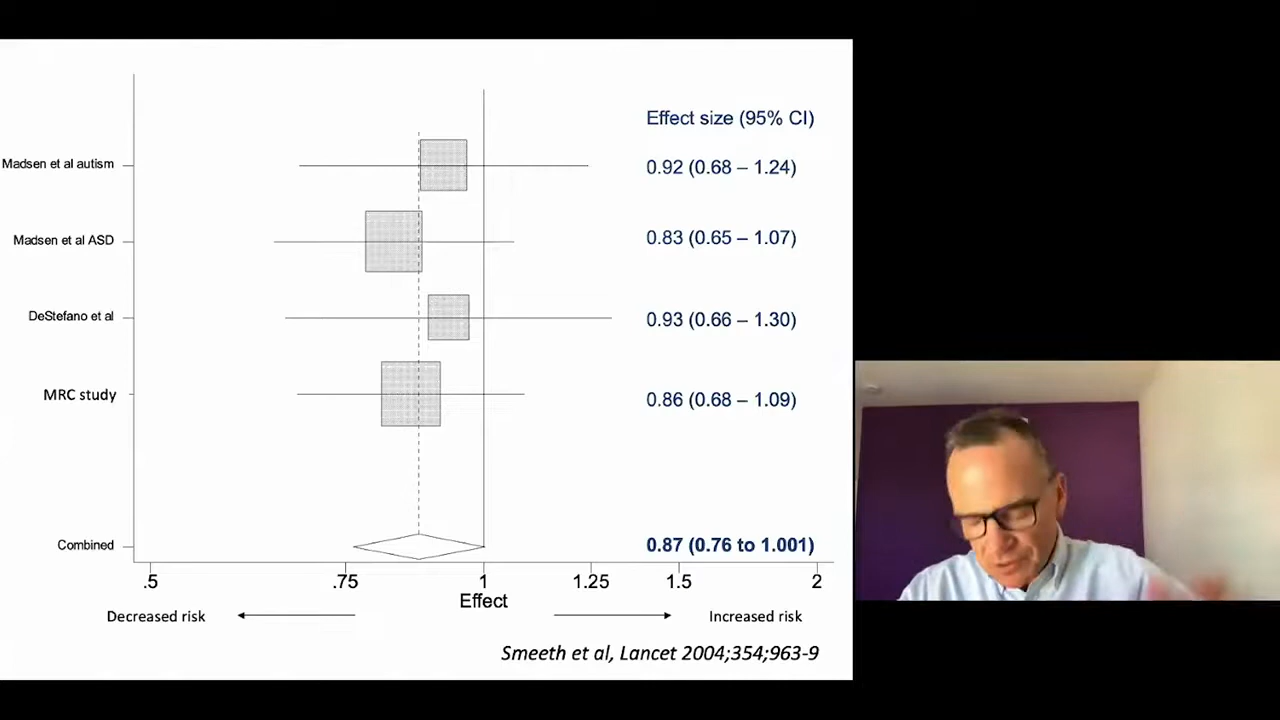 Effect size (95% CI)
Madsen et al autism 0.92 (0.68 – 1.24)
Madsen et al ASD 0.83 (0.65 – 1.07)
DeStefano et al 0.93 (0.66 – 1.30)
MRC study 0.86 (0.68 – 1.09)
Combined 0.87 (0.76 to 1.001)
.5 .75 1 1.25 1.5 2
Effect
Decreased risk Increased risk
Smeeth et al, Lancet 2004;354;963-9